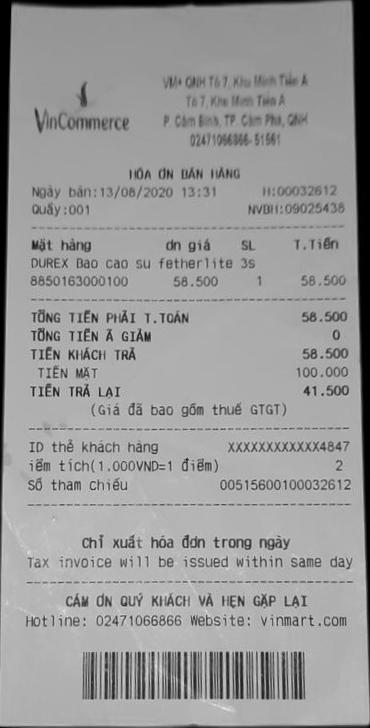 VinCommerce
VM+ QNH Tổ 7, Khu Minh Tiến A
Tổ 7, Khu Minh Tiến A
P. Cẩm Bình, TP. Cẩm Phả, QNH
02471066866-51561
HÓA ƠN BÁN HÀNG
Ngày bán:13/08/2020 13:31 H:00032612
Quầy:001 NVBH:09025438
Mặt hàng ơn giá SL T.Tiền
DUREX Bao cao su fetherlite 3s
8850163000100 58.500 1 58.500
TỔNG TIỀN PHẢI T.TOÁN 58.500
TỔNG TIỀN Ã GIẢM 0
TIỀN KHÁCH TRẢ 58.500
TIỀN MẶT 100.000
TIỀN TRẢ LẠI 41.500
(Giá đã bao gồm thuế GTGT)
ID thẻ khách hàng XXXXXXXXXXXX4847
iểm tích(1.000VND=1 điểm) 2
Số tham chiếu 00515600100032612
Chỉ xuất hóa đơn trong ngày
Tax invoice will be issued within same day
CẢM ƠN QUÝ KHÁCH VÀ HẸN GẶP LẠI
Hotline: 02471066866 Website: vinmart.com